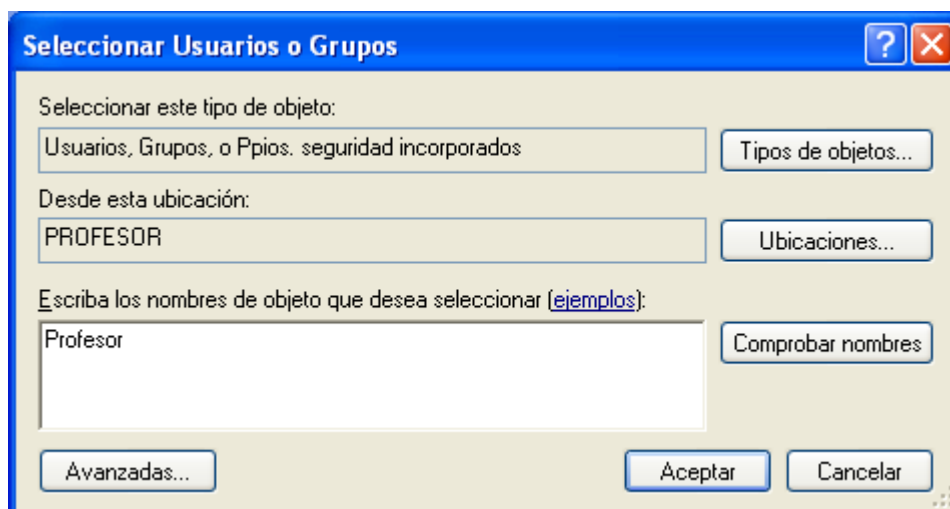 Seleccionar Usuarios o Grupos
Seleccionar este tipo de objeto:
Usuarios, Grupos, o Ppios. seguridad incorporados
Tipos de objetos...
Desde esta ubicación:
PROFESOR
Ubicaciones...
Escriba los nombres de objeto que desea seleccionar (ejemplos):
Profesor
Comprobar nombres
Avanzadas...
Aceptar
Cancelar